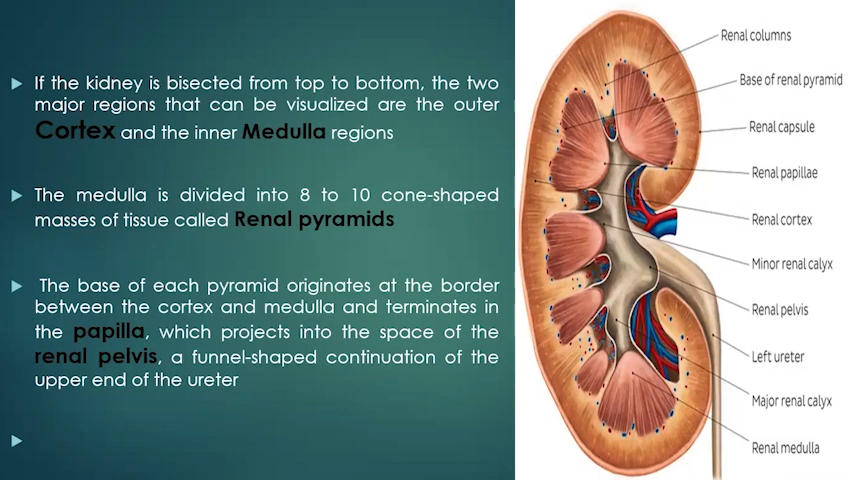 If the kidney is bisected from top to bottom, the two
major regions that can be visualized are the outer
Cortex and the inner Medulla regions
The medulla is divided into 8 to 10 cone-shaped
masses of tissue called Renal pyramids
The base of each pyramid originates at the border
between the cortex and medulla and terminates in
the papilla, which projects into the space of the
renal pelvis, a funnel-shaped continuation of the
upper end of the ureter
Renal columns
Base of renal pyramid
Renal capsule
Renal papillae
Renal cortex
Minor renal calyx
Renal pelvis
Left ureter
Major renal calyx
Renal medulla